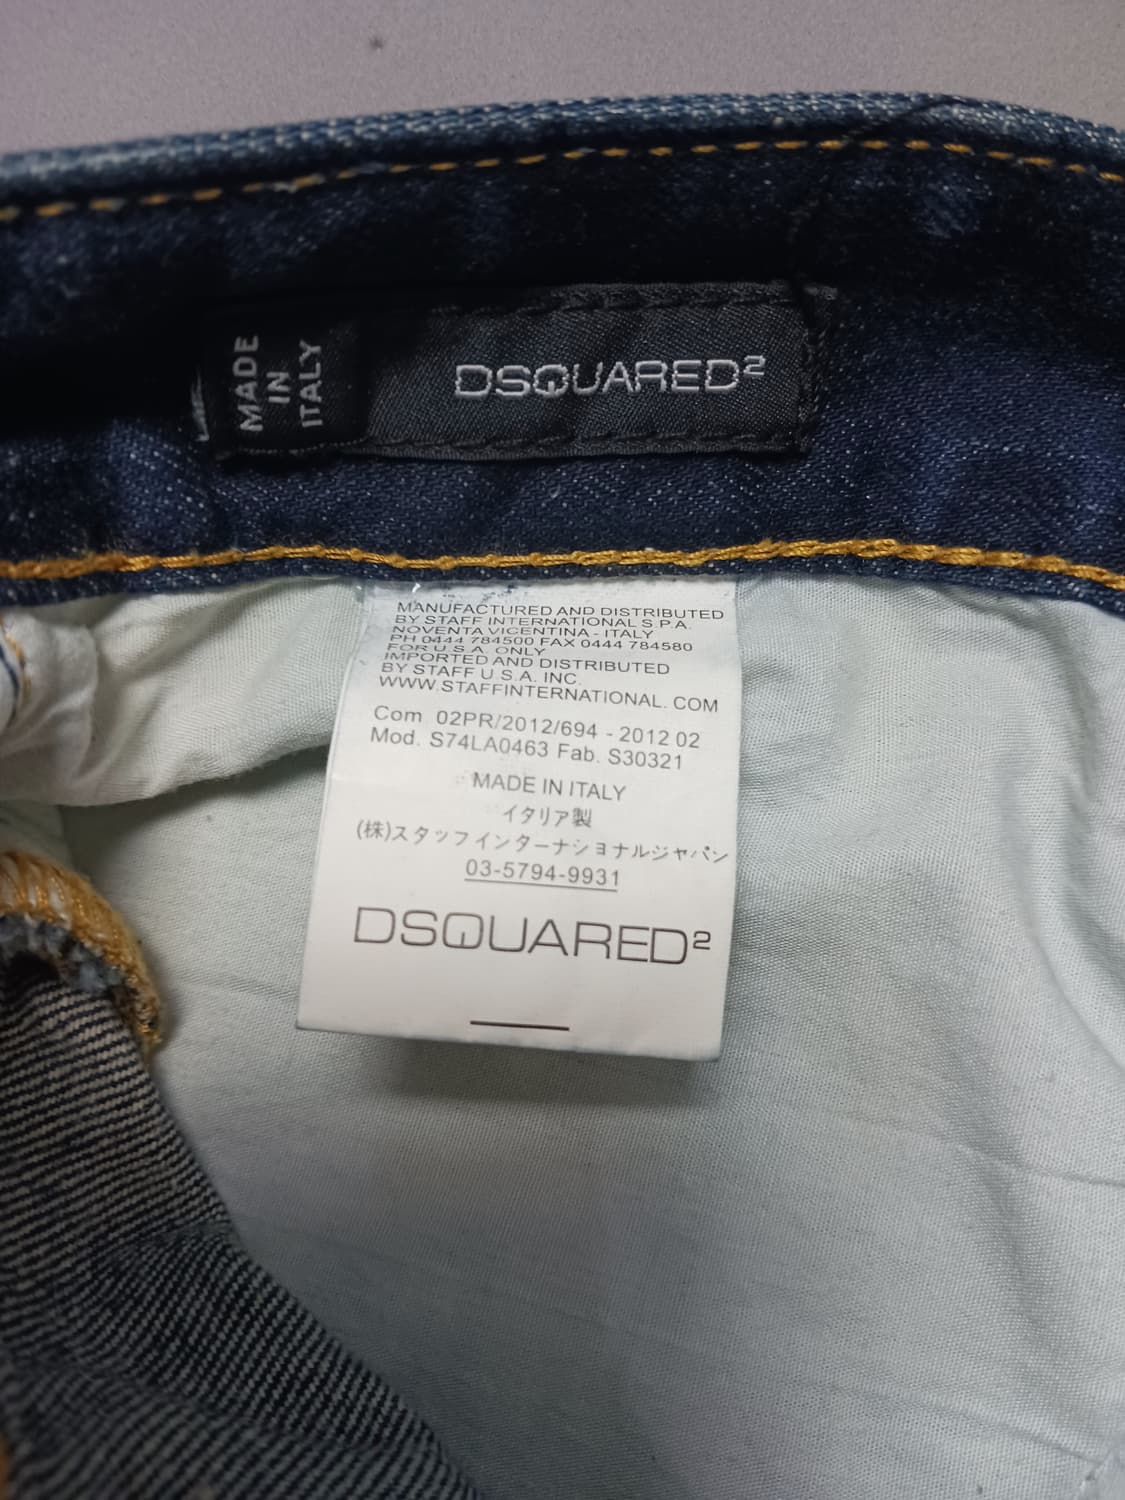 MADE
IN
ITALY
DSQUARED²
MANUFACTURED AND DISTRIBUTED
BY STAFF INTERNATIONAL S.P.A.
NOVENTA VICENTINA - ITALY
PH 0444 784500 FAX 0444 784580
FOR U.S.A. ONLY
IMPORTED AND DISTRIBUTED
BY STAFF U.S.A. INC.
WWW.STAFFINTERNATIONAL.COM
Com 02PR/2012/694 - 2012 02
Mod. S74LA0463 Fab. S30321
MADE IN ITALY
イタリア製
(株)スタッフインターナショナルジャパン
03-5794-9931
DSQUARED²